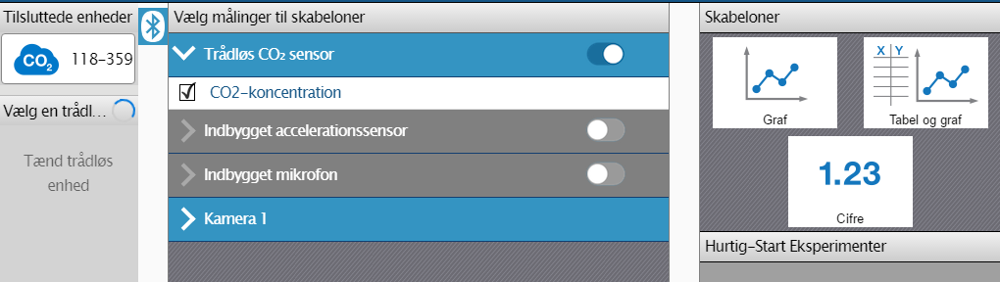 Tilsluttede enheder
CO₂ 118-359
Vælg en trådl...
Tænd trådløs
enhed
Vælg målinger til skabeloner
Trådløs CO₂ sensor
CO2-koncentration
Indbygget accelerationssensor
Indbygget mikrofon
Kamera 1
Skabeloner
Graf
X Y
Tabel og graf
1.23
Cifre
Hurtig-Start Eksperimenter